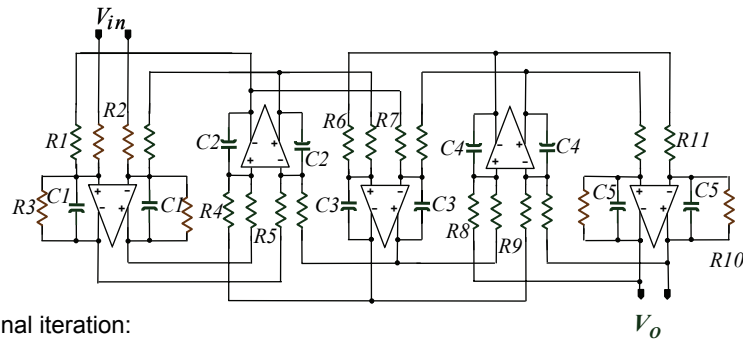 Vin
R1
R2
R3
C1
C1
C2
C2
R4
R5
R6
R7
C3
C3
C4
C4
R8
R9
R11
C5
C5
R10
Vo
+ -
- +
- -
+ +
+ -
- +
- -
+ +
+ -
- +
nal iteration: